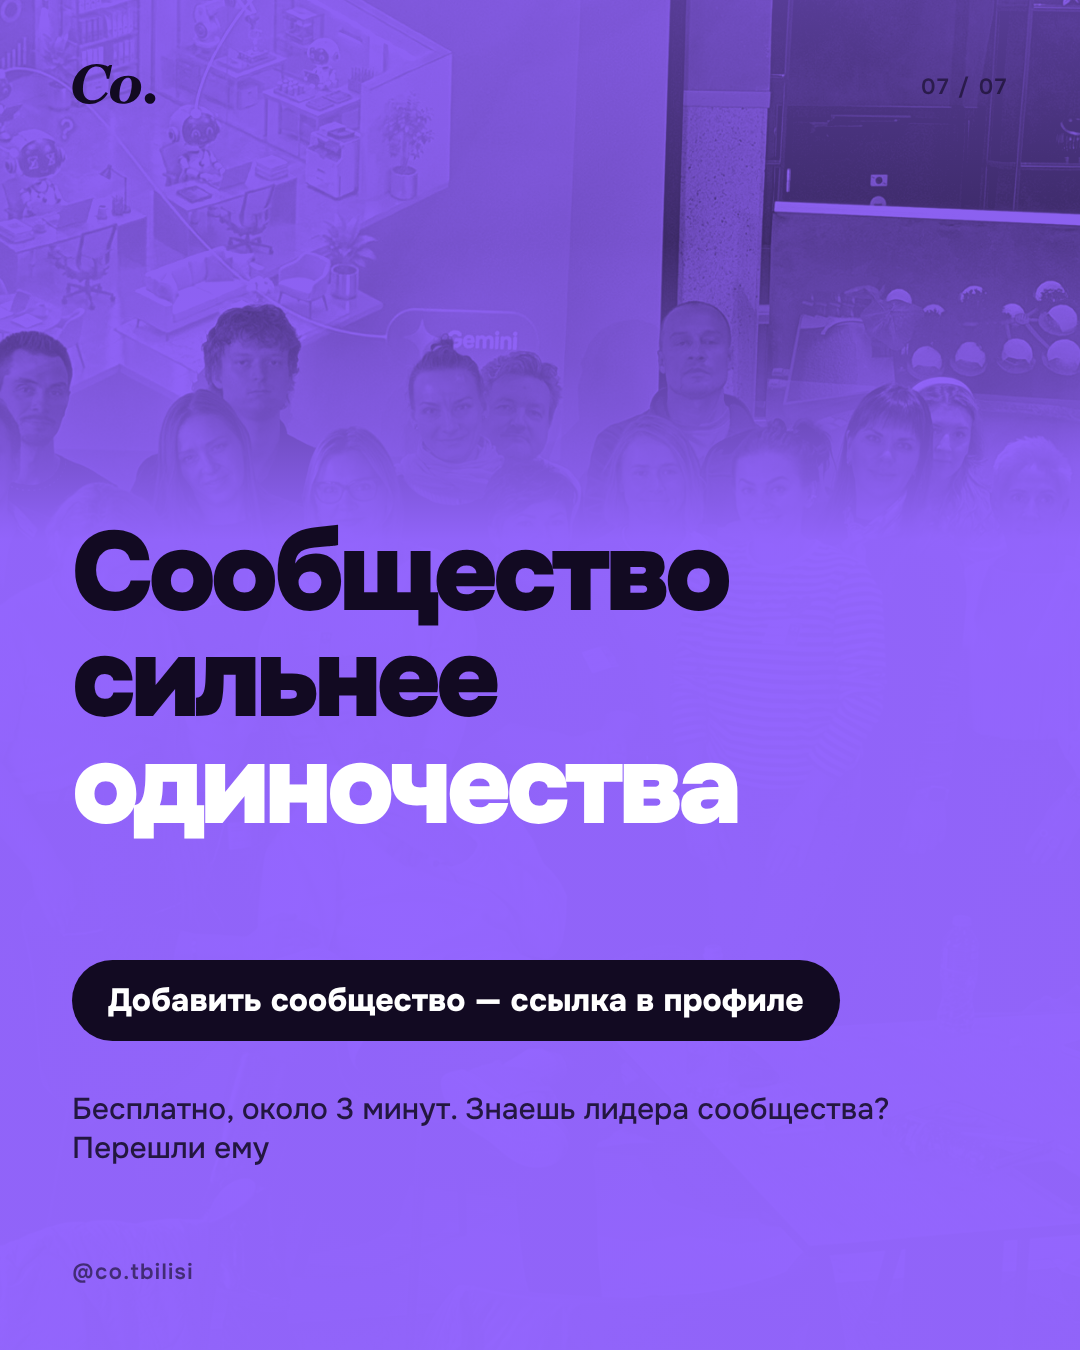 Co.
07 / 07
Gemini
Сообщество
сильнее
одиночества
Добавить сообщество — ссылка в профиле
Бесплатно, около 3 минут. Знаешь лидера сообщества?
Перешли ему
@co.tbilisi